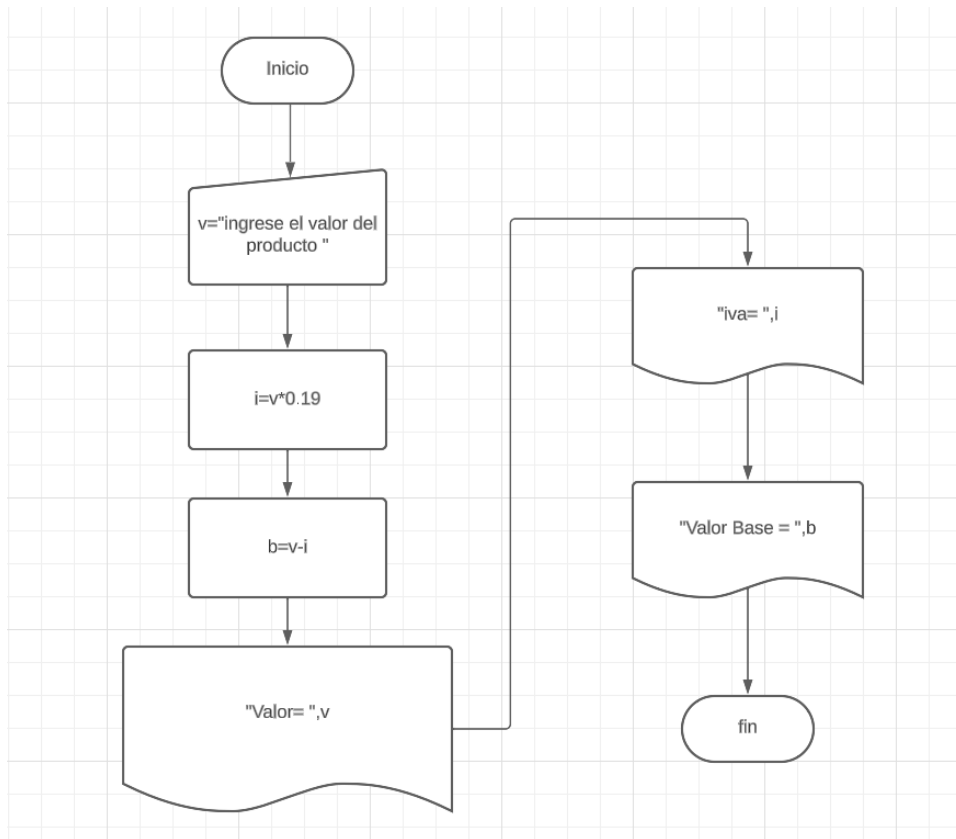 Inicio
v="ingrese el valor del
producto "
i=v*0.19
b=v-i
"Valor= ",v
"iva= ",i
"Valor Base = ",b
fin